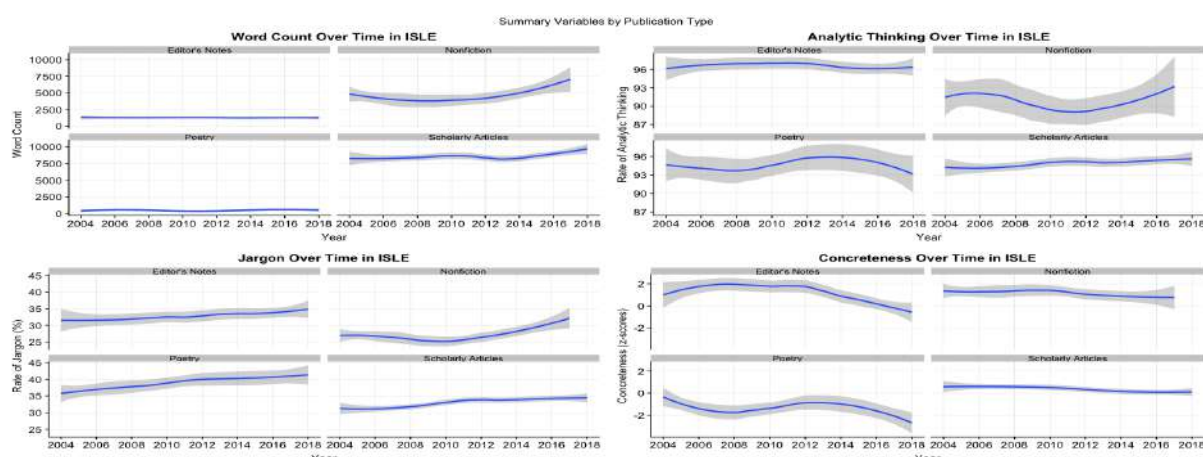 Summary Variables by Publication Type
Word Count Over Time in ISLE
Editor's Notes Nonfiction
10000
7500
5000
2500
0
Word Count
Poetry Scholarly Articles
10000
7500
5000
2500
0
2004 2006 2008 2010 2012 2014 2016 2018 2004 2006 2008 2010 2012 2014 2016 2018
Year
Analytic Thinking Over Time in ISLE
Editor's Notes Nonfiction
96
93
90
87
Rate of Analytic Thinking
Poetry Scholarly Articles
96
93
90
87
2004 2006 2008 2010 2012 2014 2016 2018 2004 2006 2008 2010 2012 2014 2016 2018
Year
Jargon Over Time in ISLE
Editor's Notes Nonfiction
45
40
35
30
25
Rate of Jargon (%)
Poetry Scholarly Articles
45
40
35
30
25
2004 2006 2008 2010 2012 2014 2016 2018 2004 2006 2008 2010 2012 2014 2016 2018
Year
Concreteness Over Time in ISLE
Editor's Notes Nonfiction
2
0
-2
Concreteness (z-scores)
Poetry Scholarly Articles
2
0
-2
2004 2006 2008 2010 2012 2014 2016 2018 2004 2006 2008 2010 2012 2014 2016 2018
Year